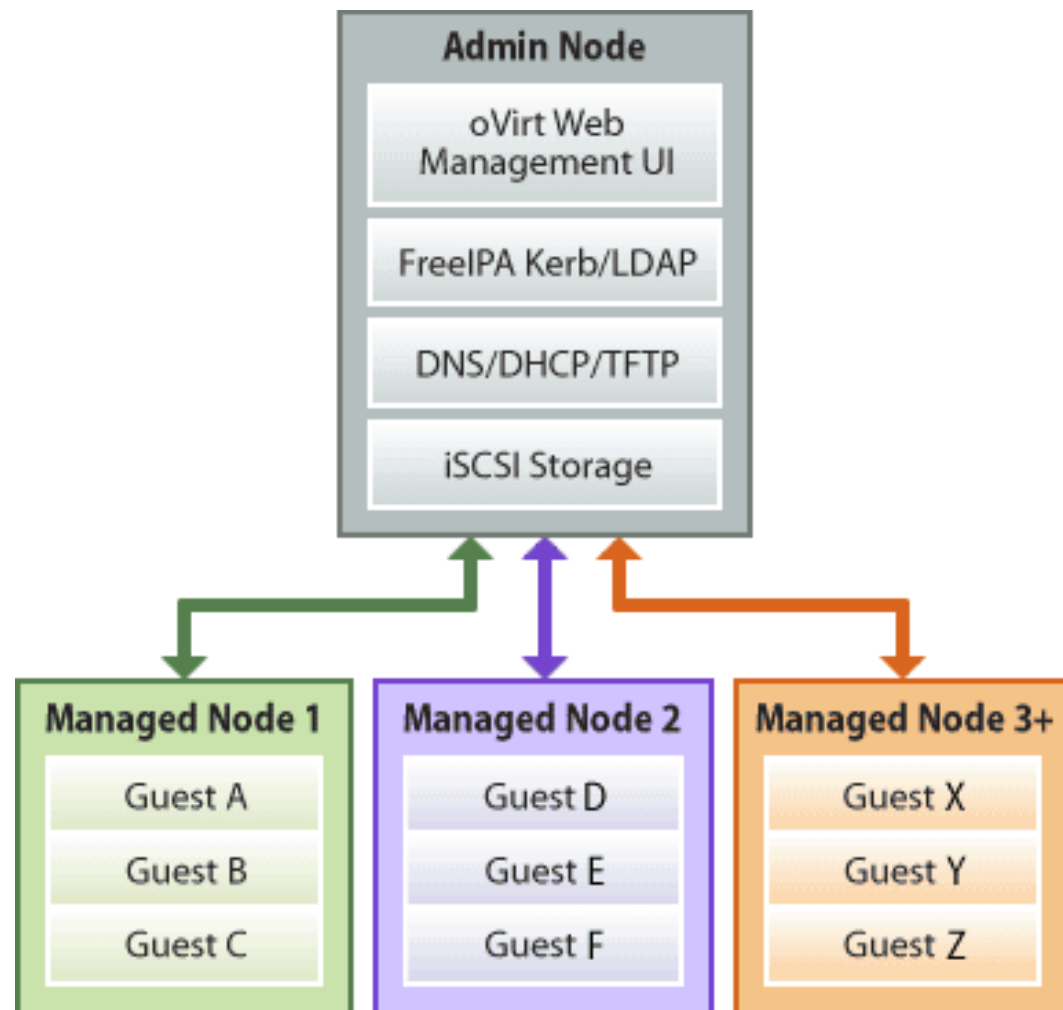 Admin Node
oVirt Web
Management UI
FreeIPA Kerb/LDAP
DNS/DHCP/TFTP
iSCSI Storage
Managed Node 1
Guest A
Guest B
Guest C
Managed Node 2
Guest D
Guest E
Guest F
Managed Node 3+
Guest X
Guest Y
Guest Z